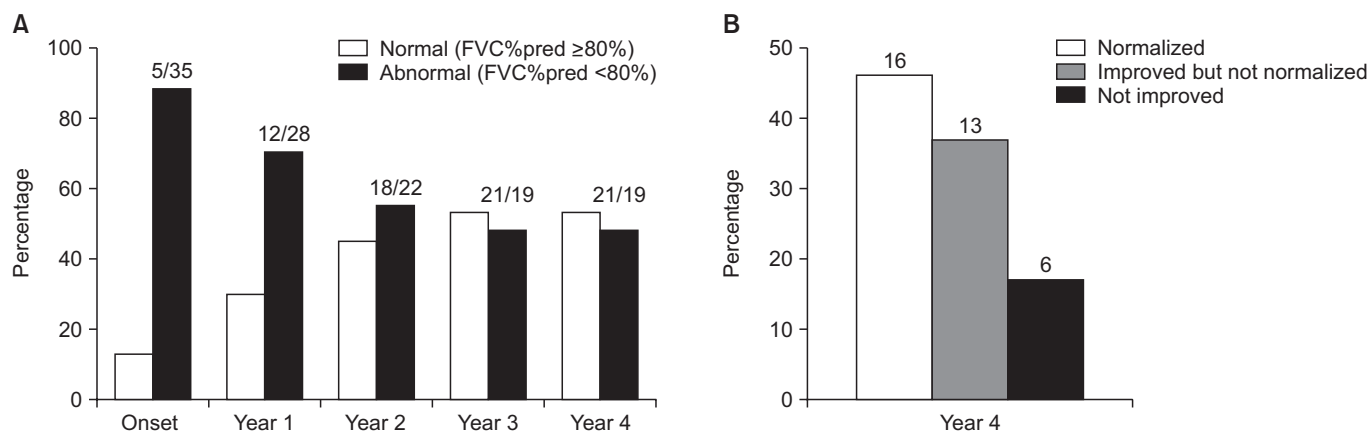 A
Percentage
100
80
60
40
20
0
Normal (FVC%pred ≥80%)
Abnormal (FVC%pred <80%)
5/35
12/28
18/22
21/19
21/19
Onset
Year 1
Year 2
Year 3
Year 4
B
Percentage
50
40
30
20
10
0
Normalized
Improved but not normalized
Not improved
16
13
6
Year 4